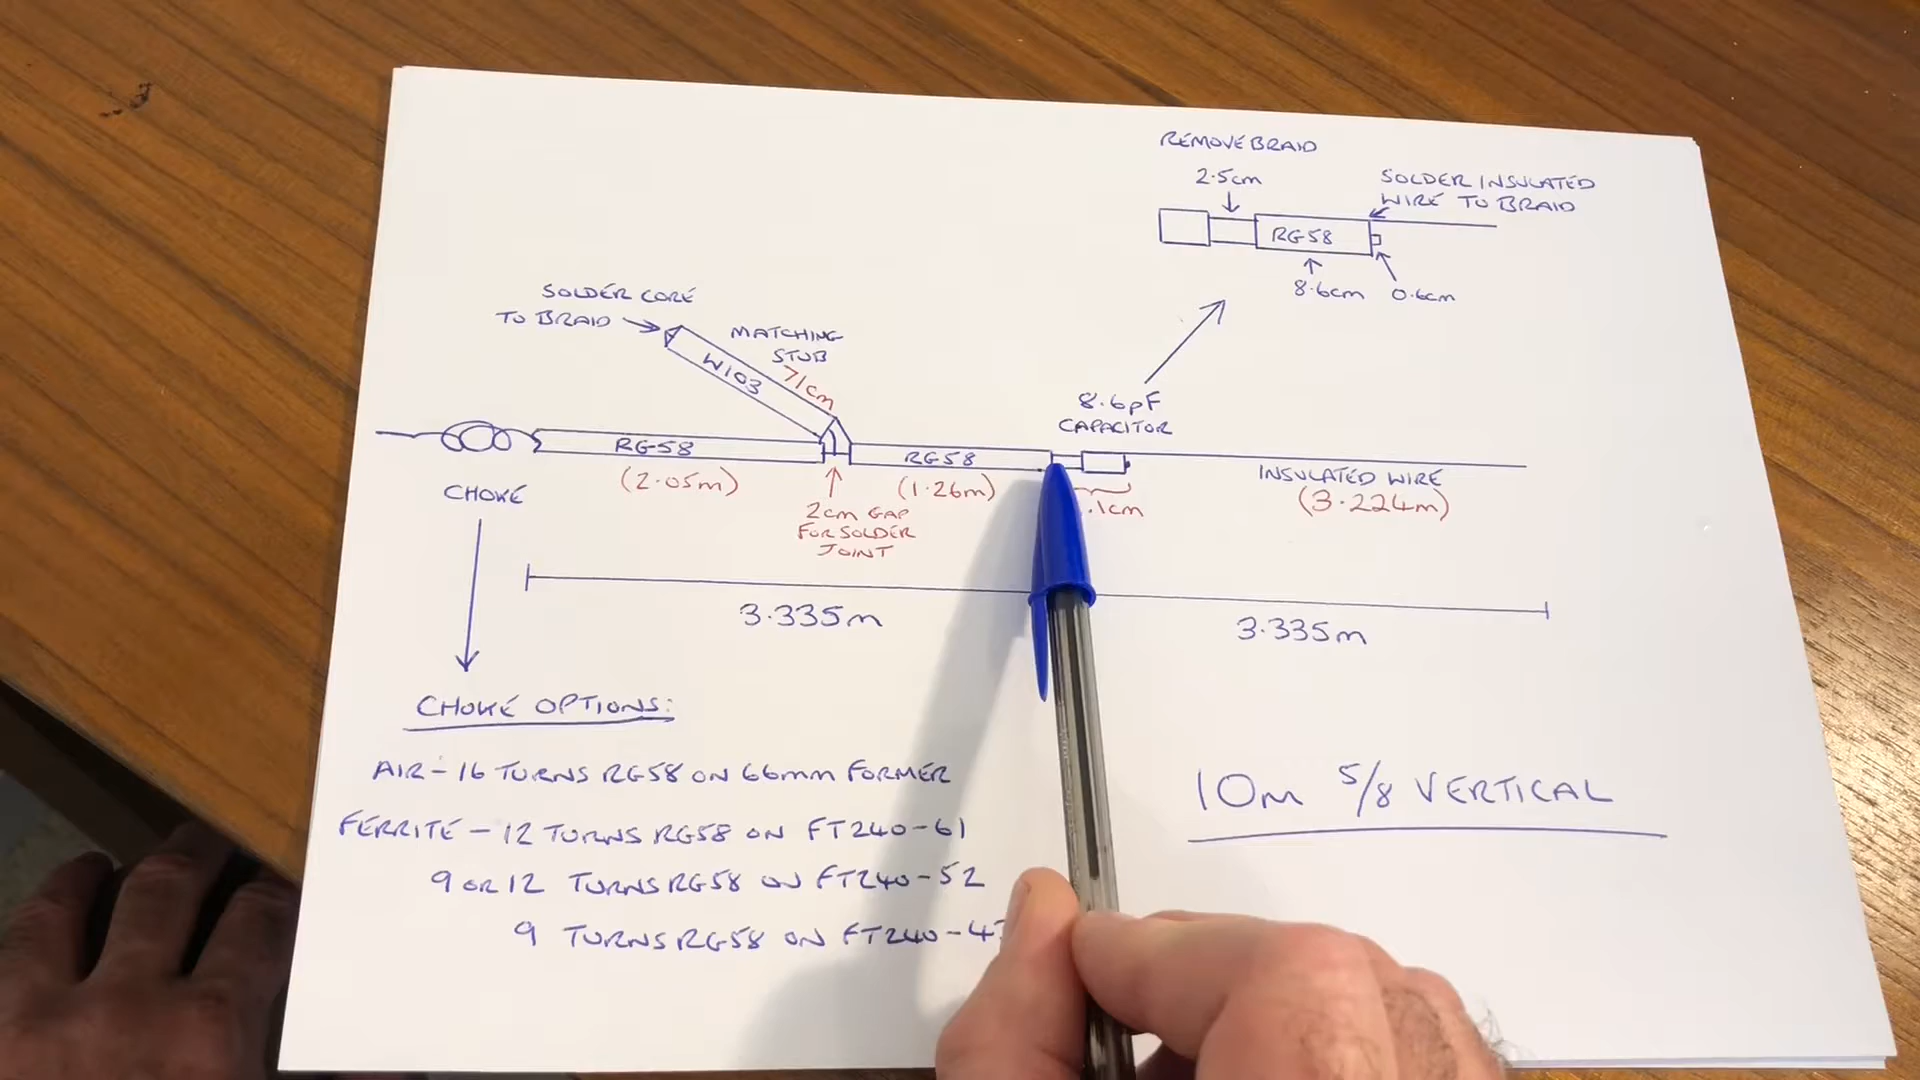 REMOVE BRAID
2.5cm
SOLDER INSULATED
WIRE TO BRAID
RG58
8.6cm
0.6cm
SOLDER CORE
TO BRAID
MATCHING
STUB
W103
71cm
8.6pF
CAPACITOR
RG58
(2.05m)
RG58
(1.26m)
INSULATED WIRE
(3.224m)
.1cm
CHOKE
2cm GAP
FOR SOLDER
JOINT
3.335m
3.335m
CHOKE OPTIONS:
AIR - 16 TURNS RG58 ON 66mm FORMER
FERRITE - 12 TURNS RG58 ON FT240-61
9 OR 12 TURNS RG58 ON FT240-52
9 TURNS RG58 ON FT240-4
10m 5/8 VERTICAL